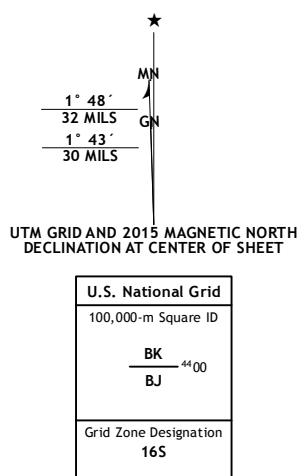 MN
1° 48´
32 MILS
GN
1° 43´
30 MILS
UTM GRID AND 2015 MAGNETIC NORTH
DECLINATION AT CENTER OF SHEET
U.S. National Grid
100,000-m Square ID
BK
4400
BJ
Grid Zone Designation
16S